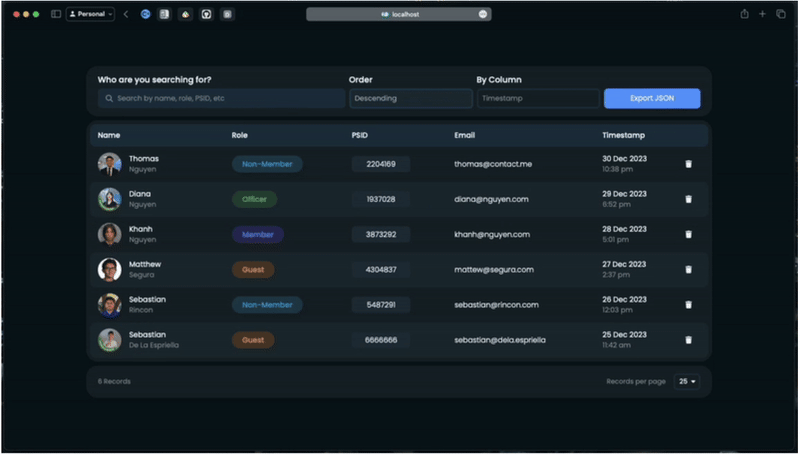 Personal
localhost
Who are you searching for?
Order
By Column
Search by name, role, PSID, etc
Descending
Timestamp
Export JSON
Name Role PSID Email Timestamp
Thomas
Nguyen
Non-Member
2204169
thomas@contact.me
30 Dec 2023
10:38 pm
Diana
Nguyen
Officer
1937028
diana@nguyen.com
29 Dec 2023
6:52 pm
Khanh
Nguyen
Member
3873292
khanh@nguyen.com
28 Dec 2023
5:01 pm
Matthew
Segura
Guest
4304837
mattew@segura.com
27 Dec 2023
2:37 pm
Sebastian
Rincon
Non-Member
5487291
sebastian@rincon.com
26 Dec 2023
12:03 pm
Sebastian
De La Espriella
Guest
6666666
sebastian@dela.espriella
25 Dec 2023
11:42 am
6 Records
Records per page
25